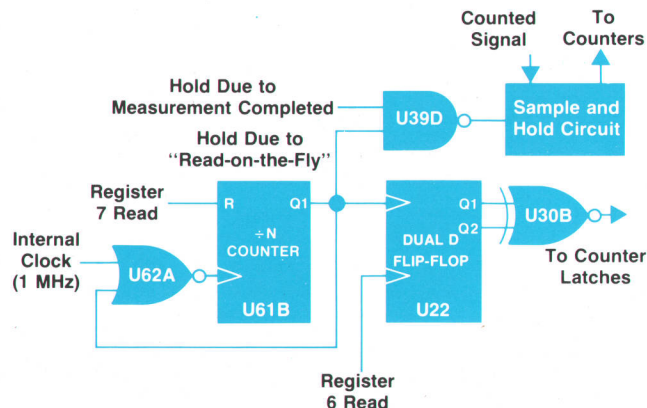 Counted
Signal
To
Counters
Hold Due to
Measurement Completed
U39D
Sample and
Hold Circuit
Hold Due to
"Read-on-the-Fly"
Register
7 Read
R
Q1
÷N
COUNTER
U61B
Internal
Clock
(1 MHz)
U62A
Q1
Q2
DUAL D
FLIP-FLOP
U22
U30B
To Counter
Latches
Register
6 Read